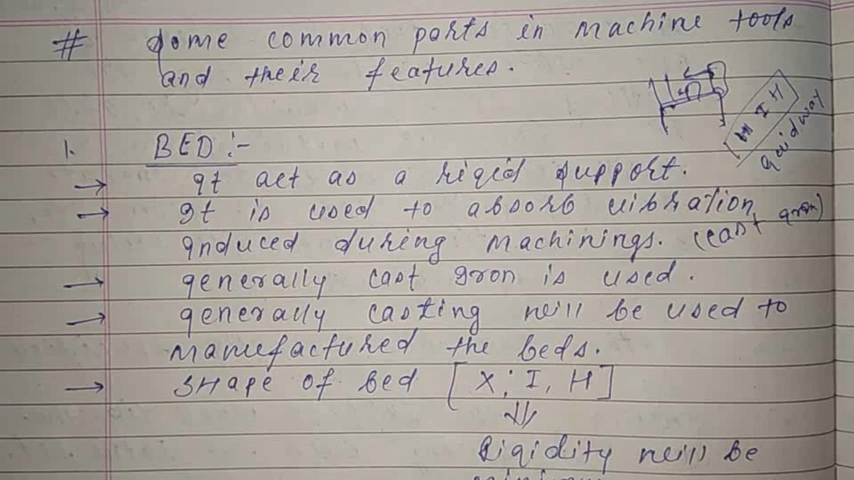 # Some common parts in machine tools
and their features.
H I H
guidway
1. BED :-
→ It act as a rigid support.
→ It is used to absorb vibration
induced during machinings. (cast iron)
→ generally cast iron is used.
→ generally casting will be used to
manufactured the beds.
→ Shape of bed [X, I, H]
⇓
Rigidity will be